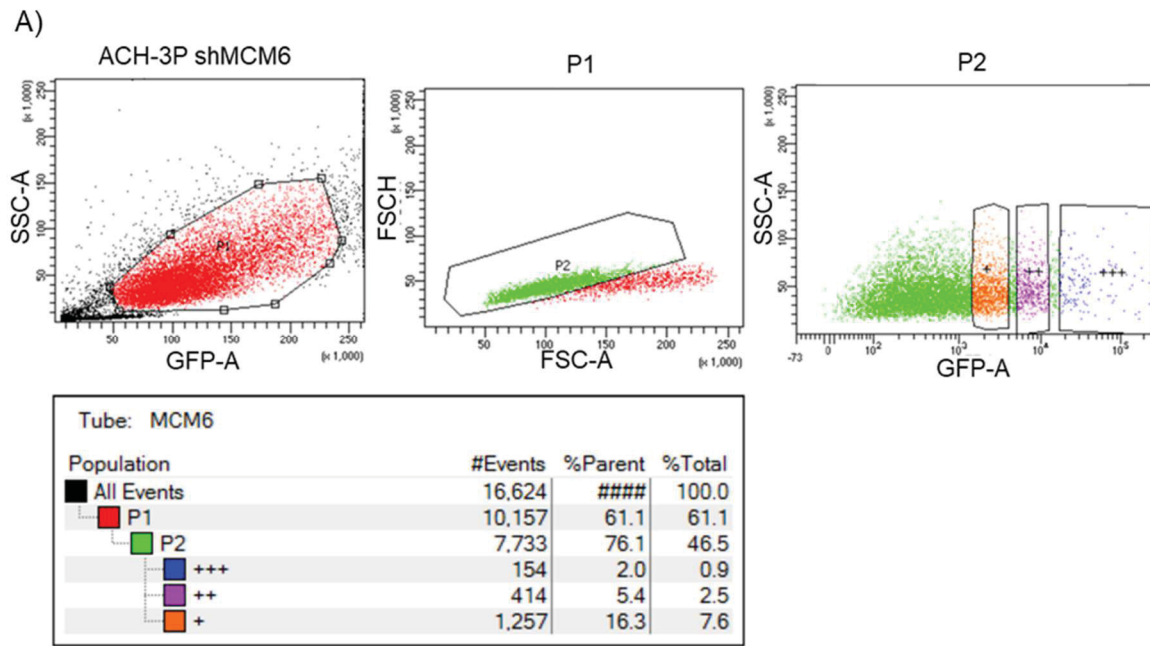 A)
ACH-3P shMCM6
P1
P2
SSC-A
(x 1,000)
50 100 150 200 250
P1
50 100 150 200 250
(x 1,000)
GFP-A
FSCH
(x 1,000)
50 100 150 200 250
P2
50 100 150 200 250
(x 1,000)
FSC-A
SSC-A
(x 1,000)
50 100 150 200 250
+ ++ +++
-73 0 10² 10³ 10⁴ 10⁵
GFP-A
Tube: MCM6
Population #Events %Parent %Total
All Events 16,624 #### 100.0
P1 10,157 61.1 61.1
P2 7,733 76.1 46.5
+++ 154 2.0 0.9
++ 414 5.4 2.5
+ 1,257 16.3 7.6